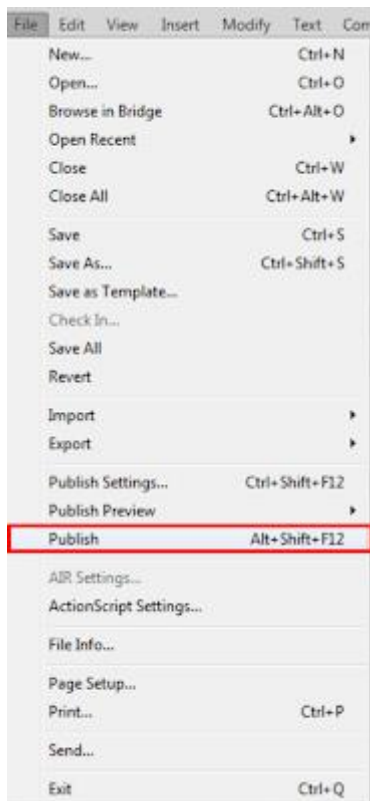 File Edit View Insert Modify Text Com
New... Ctrl+N
Open... Ctrl+O
Browse in Bridge Ctrl+Alt+O
Open Recent
Close Ctrl+W
Close All Ctrl+Alt+W
Save Ctrl+S
Save As... Ctrl+Shift+S
Save as Template...
Check In...
Save All
Revert
Import
Export
Publish Settings... Ctrl+Shift+F12
Publish Preview
Publish Alt+Shift+F12
AIR Settings...
ActionScript Settings...
File Info...
Page Setup...
Print... Ctrl+P
Send...
Exit Ctrl+Q